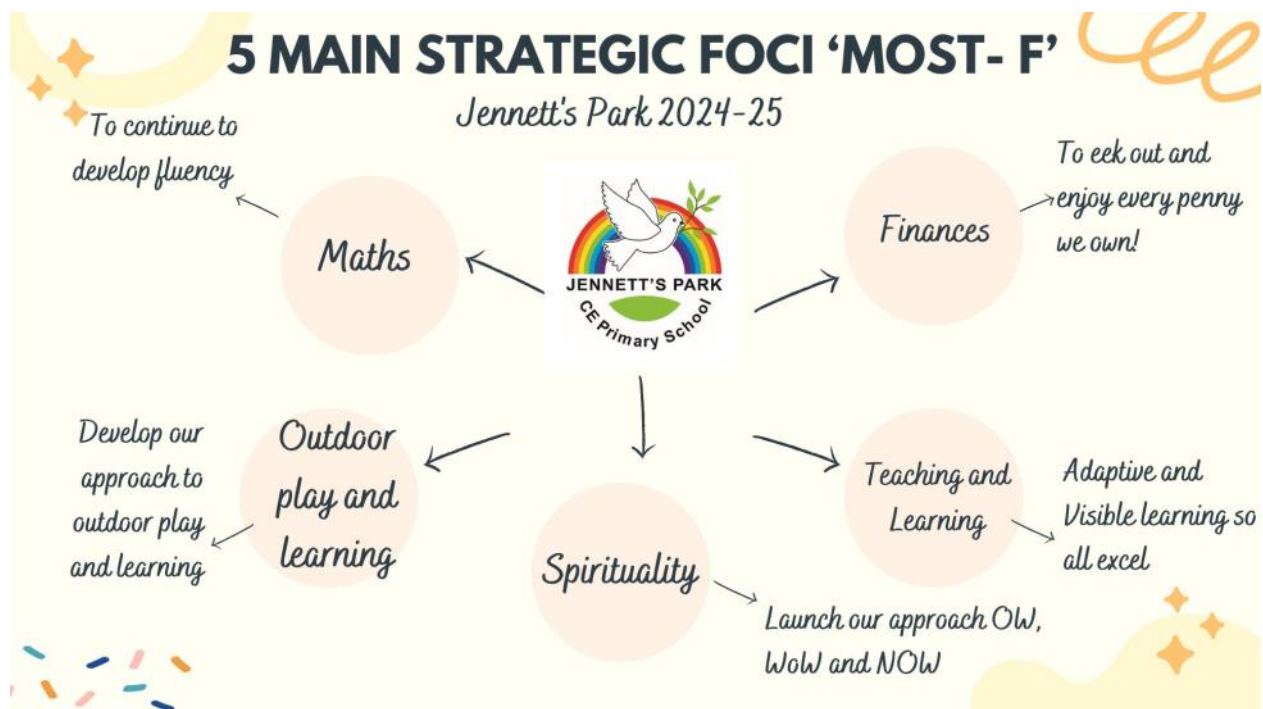 5 MAIN STRATEGIC FOCI ‘MOST- F’
Jennett's Park 2024-25
To continue to
develop fluency
Maths
JENNETT’S PARK
CE Primary School
Finances
To eek out and
enjoy every penny
we own!
Develop our
approach to
outdoor play
and learning
Outdoor
play and
learning
Spirituality
Launch our approach OW,
WoW and NOW
Teaching and
Learning
Adaptive and
Visible learning so
all excel